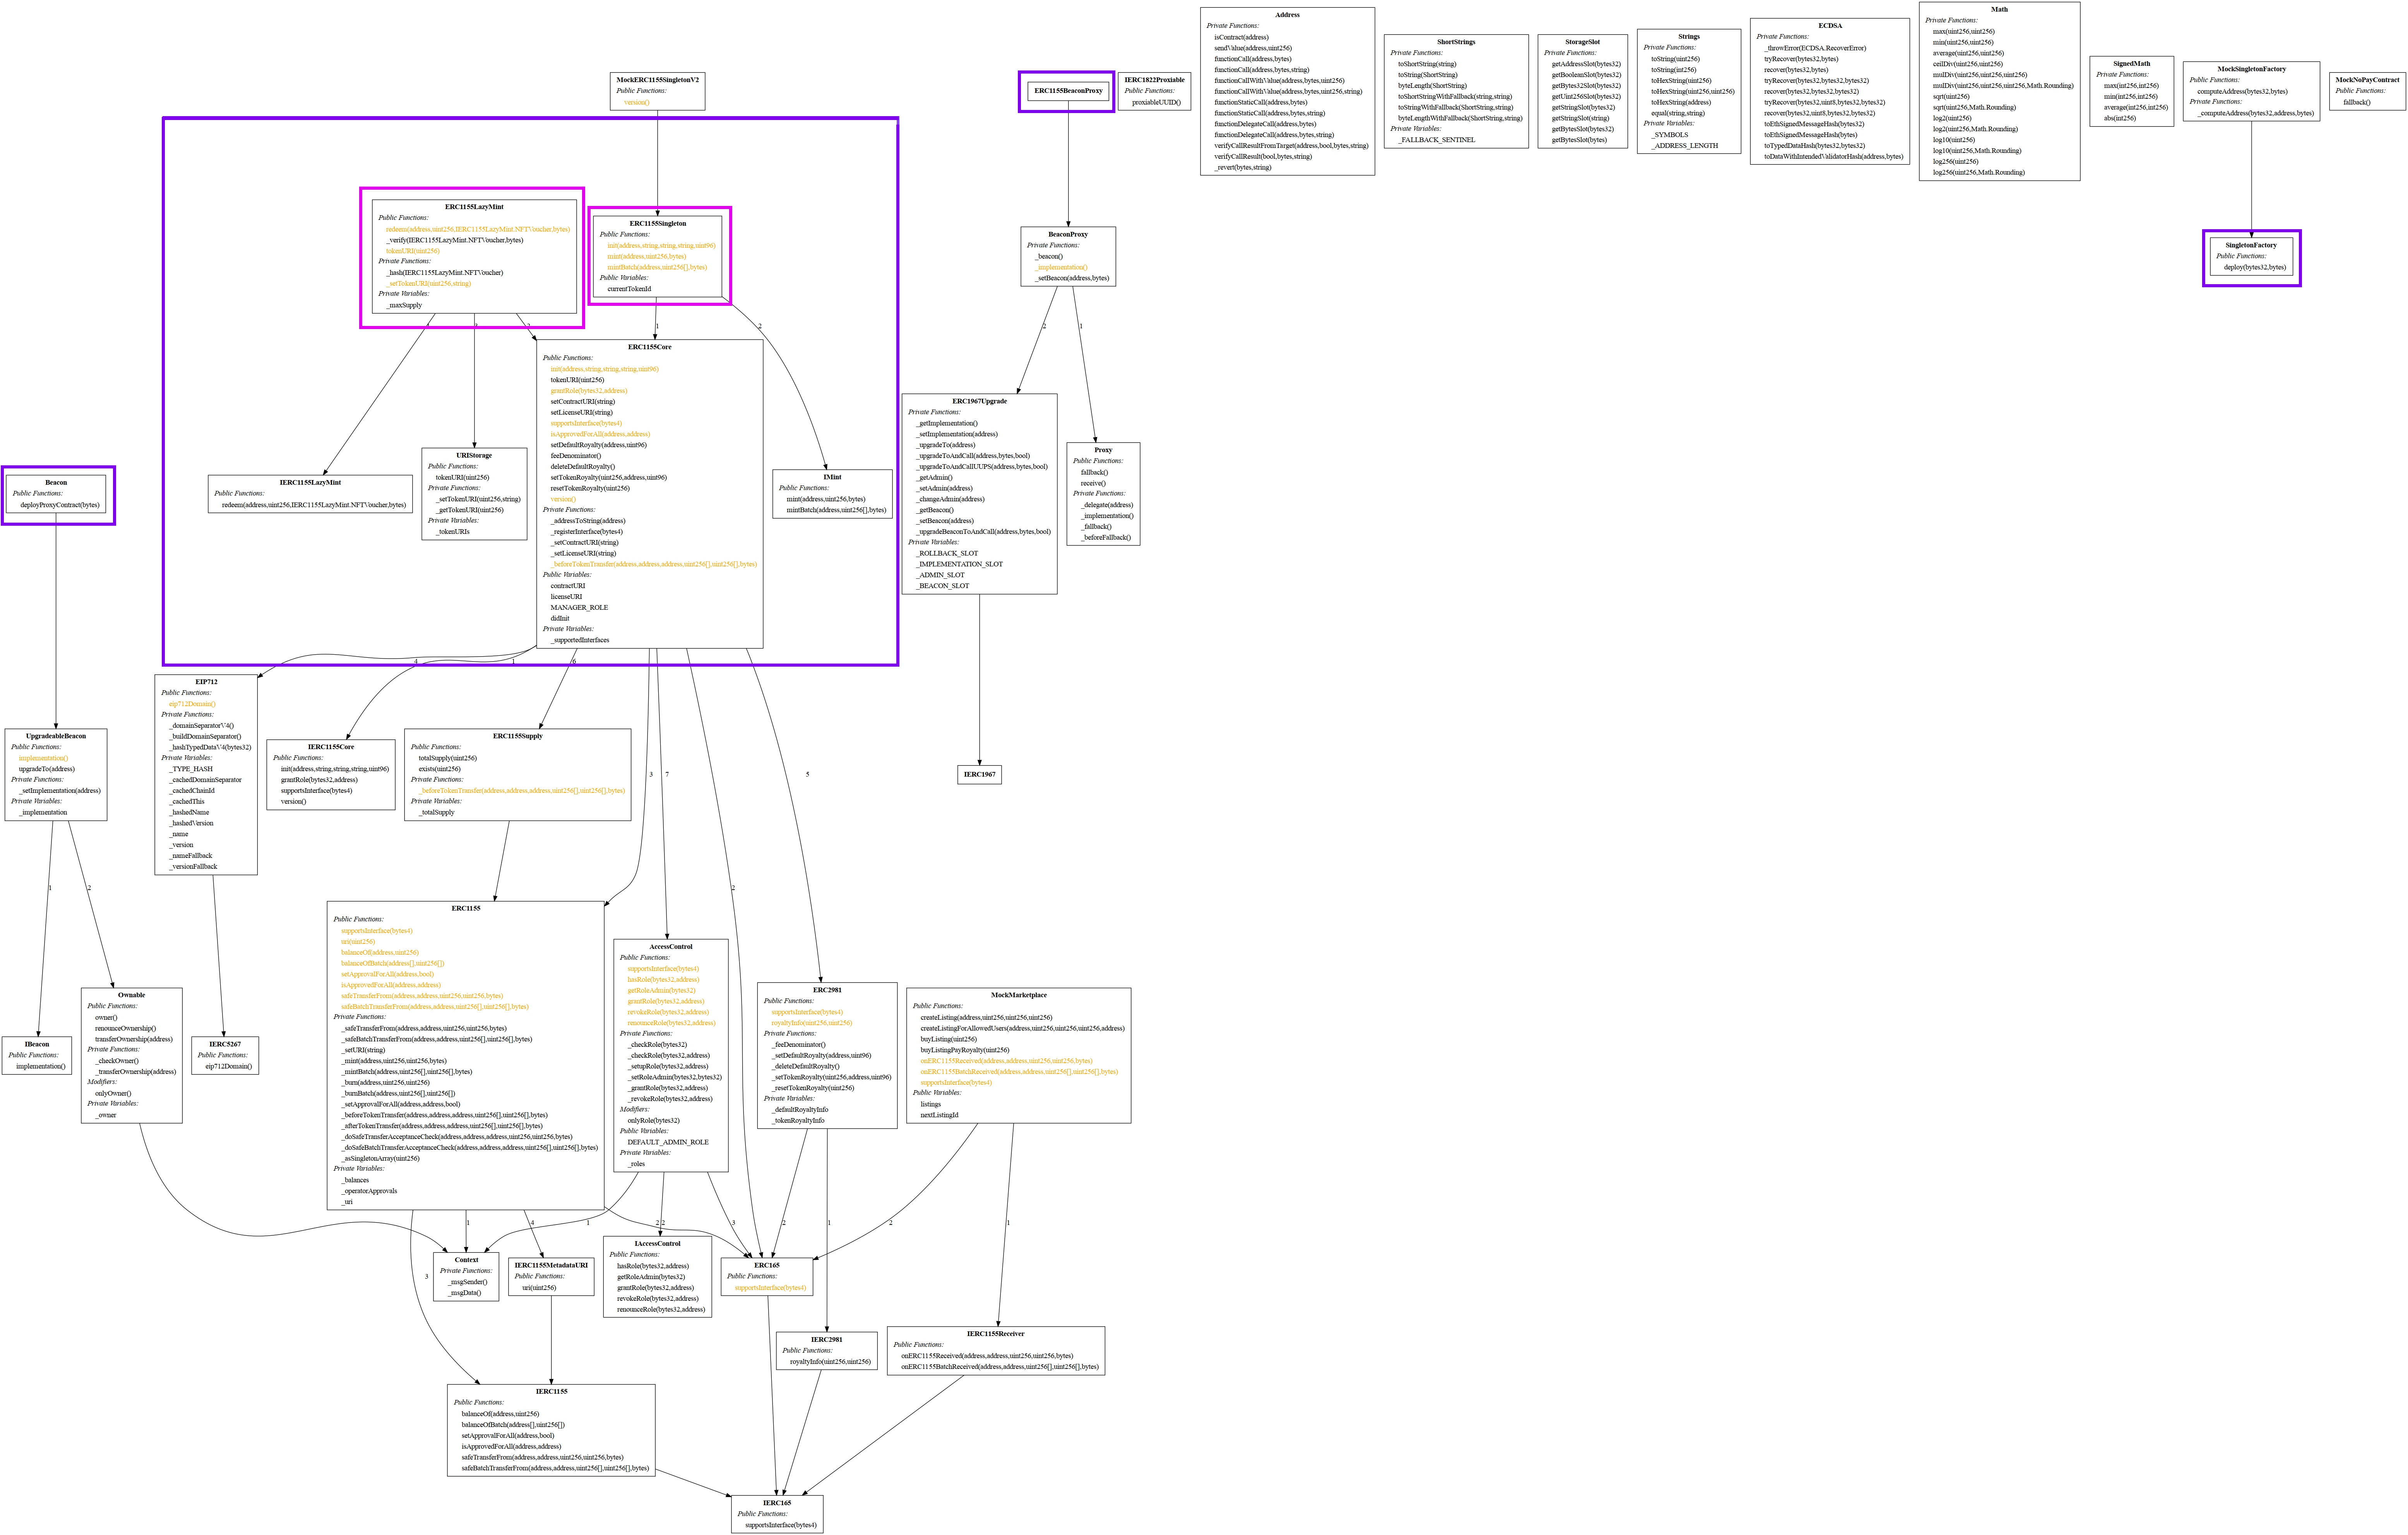 MockERC1155SingletonV2
Public Functions:
version()
ERC1155BeaconProxy
IERC1822Proxiable
Public Functions:
proxiableUUID()
Address
Private Functions:
isContract(address)
sendValue(address,uint256)
functionCall(address,bytes)
functionCall(address,bytes,string)
functionCallWithValue(address,bytes,uint256)
functionCallWithValue(address,bytes,uint256,string)
functionStaticCall(address,bytes)
functionStaticCall(address,bytes,string)
functionDelegateCall(address,bytes)
functionDelegateCall(address,bytes,string)
verifyCallResultFromTarget(address,bool,bytes,string)
verifyCallResult(bool,bytes,string)
_revert(bytes,string)
ShortStrings
Private Functions:
toShortString(string)
toString(ShortString)
byteLength(ShortString)
toShortStringWithFallback(string,string)
toStringWithFallback(ShortString,string)
byteLengthWithFallback(ShortString,string)
Private Variables:
_FALLBACK_SENTINEL
StorageSlot
Private Functions:
getAddressSlot(bytes32)
getBooleanSlot(bytes32)
getBytes32Slot(bytes32)
getUint256Slot(bytes32)
getStringSlot(bytes32)
getStringSlot(string)
getBytesSlot(bytes32)
getBytesSlot(bytes)
Strings
Private Functions:
toString(uint256)
toString(int256)
toHexString(uint256)
toHexString(uint256,uint256)
toHexString(address)
equal(string,string)
Private Variables:
_SYMBOLS
_ADDRESS_LENGTH
ECDSA
Private Functions:
_throwError(ECDSA.RecoverError)
tryRecover(bytes32,bytes)
recover(bytes32,bytes)
tryRecover(bytes32,bytes32,bytes32)
recover(bytes32,bytes32,bytes32)
tryRecover(bytes32,uint8,bytes32,bytes32)
recover(bytes32,uint8,bytes32,bytes32)
toEthSignedMessageHash(bytes32)
toEthSignedMessageHash(bytes)
toTypedDataHash(bytes32,bytes32)
toDataWithIntendedValidatorHash(address,bytes)
Math
Private Functions:
max(uint256,uint256)
min(uint256,uint256)
average(uint256,uint256)
ceilDiv(uint256,uint256)
mulDiv(uint256,uint256,uint256)
mulDiv(uint256,uint256,uint256,Math.Rounding)
sqrt(uint256)
sqrt(uint256,Math.Rounding)
log2(uint256)
log2(uint256,Math.Rounding)
log10(uint256)
log10(uint256,Math.Rounding)
log256(uint256)
log256(uint256,Math.Rounding)
SignedMath
Private Functions:
max(int256,int256)
min(int256,int256)
average(int256,int256)
abs(int256)
MockSingletonFactory
Public Functions:
computeAddress(bytes32,bytes)
Private Functions:
_computeAddress(bytes32,address,bytes)
MockNoPayContract
Public Functions:
fallback()
ERC1155LazyMint
Public Functions:
redeem(address,uint256,IERC1155LazyMint.NFTVoucher,bytes)
_verify(IERC1155LazyMint.NFTVoucher,bytes)
tokenURI(uint256)
Private Functions:
_hash(IERC1155LazyMint.NFTVoucher)
_setTokenURI(uint256,string)
Private Variables:
_maxSupply
ERC1155Singleton
Public Functions:
init(address,string,string,string,uint96)
mint(address,uint256,bytes)
mintBatch(address,uint256[],bytes)
Public Variables:
currentTokenId
BeaconProxy
Private Functions:
_beacon()
_implementation()
_setBeacon(address,bytes)
SingletonFactory
Public Functions:
deploy(bytes32,bytes)
2
1
2
2
1
ERC1155Core
Public Functions:
init(address,string,string,string,uint96)
tokenURI(uint256)
grantRole(bytes32,address)
setContractURI(string)
setLicenseURI(string)
supportsInterface(bytes4)
isApprovedForAll(address,address)
setDefaultRoyalty(address,uint96)
feeDenominator()
deleteDefaultRoyalty()
setTokenRoyalty(uint256,address,uint96)
resetTokenRoyalty(uint256)
version()
Private Functions:
_addressToString(address)
_registerInterface(bytes4)
_setContractURI(string)
_setLicenseURI(string)
_beforeTokenTransfer(address,address,address,uint256[],uint256[],bytes)
Public Variables:
contractURI
licenseURI
MANAGER_ROLE
didInit
Private Variables:
_supportedInterfaces
ERC1967Upgrade
Private Functions:
_getImplementation()
_setImplementation(address)
_upgradeTo(address)
_upgradeToAndCall(address,bytes,bool)
_upgradeToAndCallUUPS(address,bytes,bool)
_getAdmin()
_setAdmin(address)
_changeAdmin(address)
_getBeacon()
_setBeacon(address)
_upgradeBeaconToAndCall(address,bytes,bool)
Private Variables:
_ROLLBACK_SLOT
_IMPLEMENTATION_SLOT
_ADMIN_SLOT
_BEACON_SLOT
Proxy
Public Functions:
fallback()
receive()
Private Functions:
_delegate(address)
_implementation()
_fallback()
_beforeFallback()
Beacon
Public Functions:
deployProxyContract(bytes)
IERC1155LazyMint
Public Functions:
redeem(address,uint256,IERC1155LazyMint.NFTVoucher,bytes)
URIStorage
Public Functions:
tokenURI(uint256)
Private Functions:
_setTokenURI(uint256,string)
_getTokenURI(uint256)
Private Variables:
_tokenURIs
IMint
Public Functions:
mint(address,uint256,bytes)
mintBatch(address,uint256[],bytes)
4
1
6
EIP712
Public Functions:
eip712Domain()
Private Functions:
_domainSeparatorV4()
_buildDomainSeparator()
_hashTypedDataV4(bytes32)
Private Variables:
_TYPE_HASH
_cachedDomainSeparator
_cachedChainId
_cachedThis
_hashedName
_hashedVersion
_name
_version
_nameFallback
_versionFallback
UpgradeableBeacon
Public Functions:
implementation()
upgradeTo(address)
Private Functions:
_setImplementation(address)
Private Variables:
_implementation
IERC1155Core
Public Functions:
init(address,string,string,string,uint96)
grantRole(bytes32,address)
supportsInterface(bytes4)
version()
ERC1155Supply
Public Functions:
totalSupply(uint256)
exists(uint256)
Private Functions:
_beforeTokenTransfer(address,address,address,uint256[],uint256[],bytes)
Private Variables:
_totalSupply
3
7
5
IERC1967
1
2
2
ERC1155
Public Functions:
supportsInterface(bytes4)
uri(uint256)
balanceOf(address,uint256)
balanceOfBatch(address[],uint256[])
setApprovalForAll(address,bool)
isApprovedForAll(address,address)
safeTransferFrom(address,address,uint256,uint256,bytes)
safeBatchTransferFrom(address,address,uint256[],uint256[],bytes)
Private Functions:
_safeTransferFrom(address,address,uint256,uint256,bytes)
_safeBatchTransferFrom(address,address,uint256[],uint256[],bytes)
_setURI(string)
_mint(address,uint256,uint256,bytes)
_mintBatch(address,uint256[],uint256[],bytes)
_burn(address,uint256,uint256)
_burnBatch(address,uint256[],uint256[])
_setApprovalForAll(address,address,bool)
_beforeTokenTransfer(address,address,address,uint256[],uint256[],bytes)
_afterTokenTransfer(address,address,address,uint256[],uint256[],bytes)
_doSafeTransferAcceptanceCheck(address,address,address,uint256,uint256,bytes)
_doSafeBatchTransferAcceptanceCheck(address,address,address,uint256[],uint256[],bytes)
_asSingletonArray(uint256)
Private Variables:
_balances
_operatorApprovals
_uri
AccessControl
Public Functions:
supportsInterface(bytes4)
hasRole(bytes32,address)
getRoleAdmin(bytes32)
grantRole(bytes32,address)
revokeRole(bytes32,address)
renounceRole(bytes32,address)
Private Functions:
_checkRole(bytes32)
_checkRole(bytes32,address)
_setupRole(bytes32,address)
_setRoleAdmin(bytes32,bytes32)
_grantRole(bytes32,address)
_revokeRole(bytes32,address)
Modifiers:
onlyRole(bytes32)
Public Variables:
DEFAULT_ADMIN_ROLE
Private Variables:
_roles
ERC2981
Public Functions:
supportsInterface(bytes4)
royaltyInfo(uint256,uint256)
Private Functions:
_feeDenominator()
_setDefaultRoyalty(address,uint96)
_deleteDefaultRoyalty()
_setTokenRoyalty(uint256,address,uint96)
_resetTokenRoyalty(uint256)
Private Variables:
_defaultRoyaltyInfo
_tokenRoyaltyInfo
MockMarketplace
Public Functions:
createListing(address,uint256,uint256,uint256)
createListingForAllowedUsers(address,uint256,uint256,uint256,address)
buyListing(uint256)
buyListingPayRoyalty(uint256)
onERC1155Received(address,address,uint256,uint256,bytes)
onERC1155BatchReceived(address,address,uint256[],uint256[],bytes)
supportsInterface(bytes4)
Public Variables:
listings
nextListingId
Ownable
Public Functions:
owner()
renounceOwnership()
transferOwnership(address)
Private Functions:
_checkOwner()
_transferOwnership(address)
Modifiers:
onlyOwner()
Private Variables:
_owner
IBeacon
Public Functions:
implementation()
IERC5267
Public Functions:
eip712Domain()
1
4
1
2
2
3
2
1
2
1
3
Context
Private Functions:
_msgSender()
_msgData()
IERC1155MetadataURI
Public Functions:
uri(uint256)
IAccessControl
Public Functions:
hasRole(bytes32,address)
getRoleAdmin(bytes32)
grantRole(bytes32,address)
revokeRole(bytes32,address)
renounceRole(bytes32,address)
ERC165
Public Functions:
supportsInterface(bytes4)
IERC2981
Public Functions:
royaltyInfo(uint256,uint256)
IERC1155Receiver
Public Functions:
onERC1155Received(address,address,uint256,uint256,bytes)
onERC1155BatchReceived(address,address,uint256[],uint256[],bytes)
IERC1155
Public Functions:
balanceOf(address,uint256)
balanceOfBatch(address[],uint256[])
setApprovalForAll(address,bool)
isApprovedForAll(address,address)
safeTransferFrom(address,address,uint256,uint256,bytes)
safeBatchTransferFrom(address,address,uint256[],uint256[],bytes)
IERC165
Public Functions:
supportsInterface(bytes4)